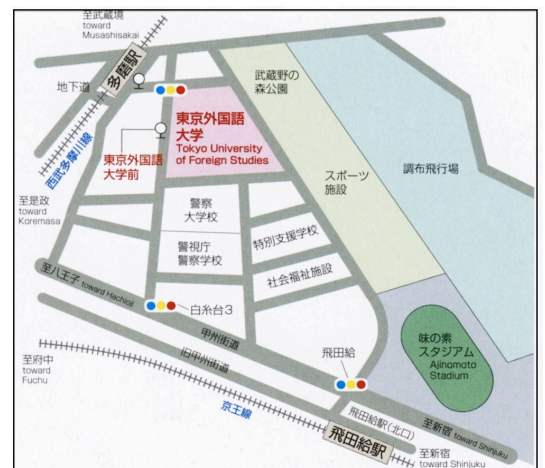 至武蔵境
toward
Musashisakai
多磨駅
地下道
西武多摩川線
東京外国語
大学前
東京外国語
大学
Tokyo University
of Foreign Studies
武蔵野の
森公園
スポーツ
施設
調布飛行場
至是政
toward
Koremasa
警察
大学校
警視庁
警察学校
特別支援学校
社会福祉施設
至八王子 toward Hachioji
白糸台3
甲州街道
旧甲州街道
飛田給
味の素
スタジアム
Ajinomoto
Stadium
至府中
toward
Fuchu
京王線
飛田給駅(北口)
飛田給駅
至新宿 toward Shinjuku
至新宿
toward Shinjuku